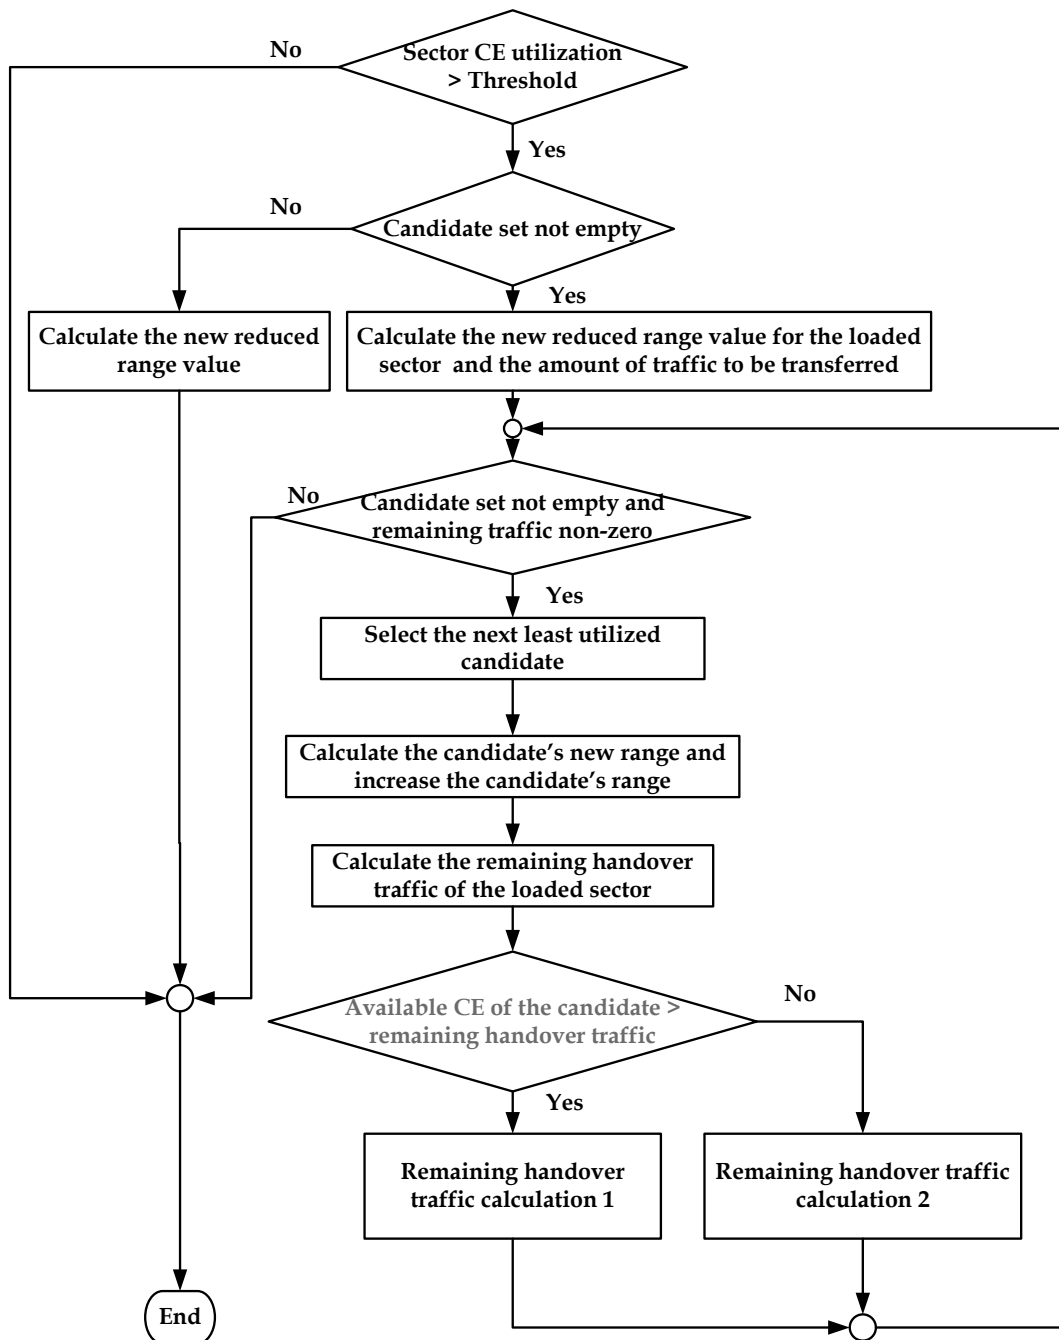 No
Sector CE utilization
> Threshold
Yes
No
Candidate set not empty
Yes
Calculate the new reduced
range value
Calculate the new reduced range value for the loaded
sector and the amount of traffic to be transferred
No
Candidate set not empty and
remaining traffic non-zero
Yes
Select the next least utilized
candidate
Calculate the candidate’s new range and
increase the candidate’s range
Calculate the remaining handover
traffic of the loaded sector
Available CE of the candidate >
remaining handover traffic
No
Yes
Remaining handover
traffic calculation 1
Remaining handover traffic
calculation 2
End